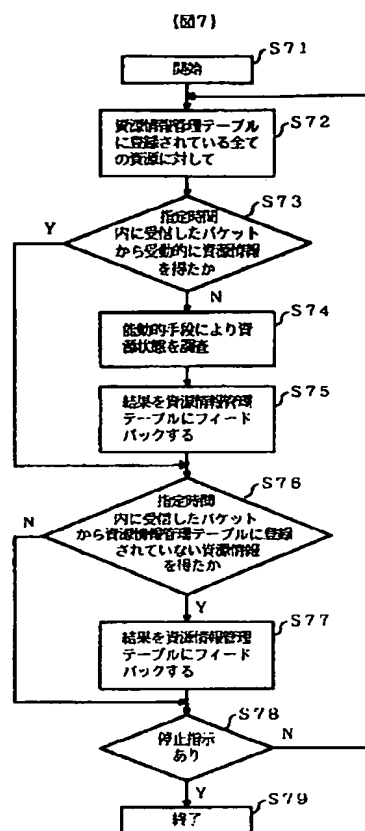 【図7】
S71
開始
S72
資源情報管理テーブル
に登録されている全て
の資源に対して
S73
指定時間
内に受信したパケット
から受動的に資源情報
を得たか
Y
N
S74
能動的手段により資
源状態を調査
S75
結果を資源情報管理
テーブルにフィード
バックする
S76
指定時間
内に受信したパケット
から資源情報管理テーブルに登録
されていない資源情報
を得たか
N
Y
S77
結果を資源情報管理
テーブルにフィード
バックする
S78
停止指示
あり
N
Y
S79
終了